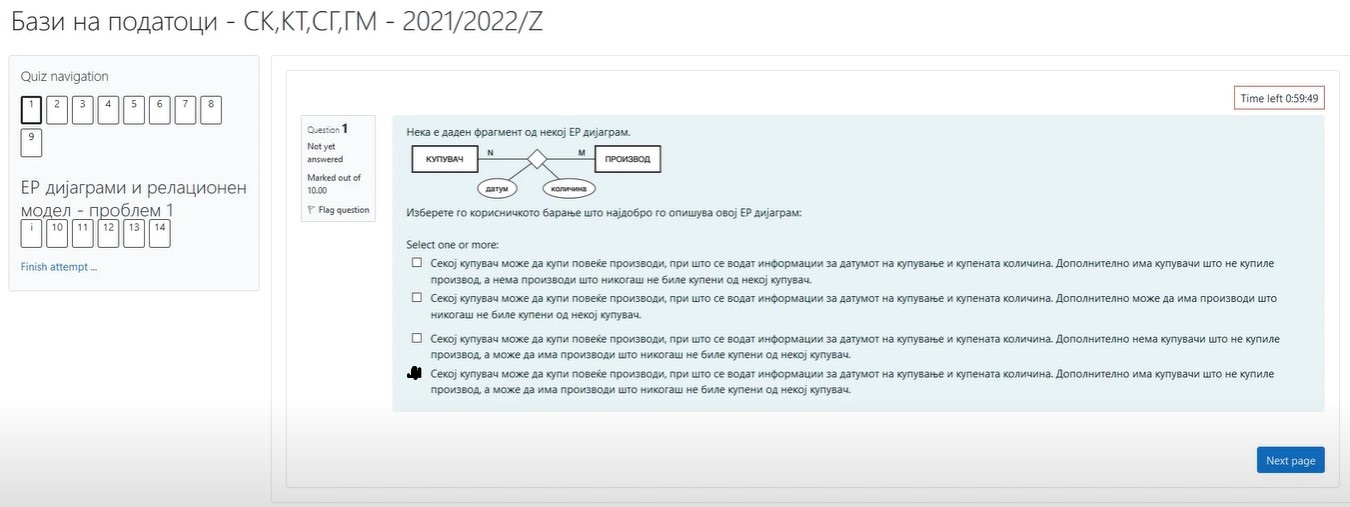 Бази на податоци - СК,КТ,СГ,ГМ - 2021/2022/Z
Quiz navigation
1 2 3 4 5 6 7 8
9
ЕР дијаграми и релационен
модел - проблем 1
i 10 11 12 13 14
Finish attempt ...
Time left 0:59:49
Question 1
Not yet
answered
Marked out of
10.00
Flag question
Нека е даден фрагмент од некој ЕР дијаграм.
КУПУВАЧ N M ПРОИЗВОД
датум количина
Изберете го корисничкото барање што најдобро го опишува овој ЕР дијаграм:
Select one or more:
Секој купувач може да купи повеќе производи, при што се водат информации за датумот на купување и купената количина. Дополнително има купувачи што не купиле
производ, а нема производи што никогаш не биле купени од некој купувач.
Секој купувач може да купи повеќе производи, при што се водат информации за датумот на купување и купената количина. Дополнително може да има производи што
никогаш не биле купени од некој купувач.
Секој купувач може да купи повеќе производи, при што се водат информации за датумот на купување и купената количина. Дополнително нема купувачи што не купиле
производ, а може да има производи што никогаш не биле купени од некој купувач.
Секој купувач може да купи повеќе производи, при што се водат информации за датумот на купување и купената количина. Дополнително има купувачи што не купиле
производ, а може да има производи што никогаш не биле купени од некој купувач.
Next page